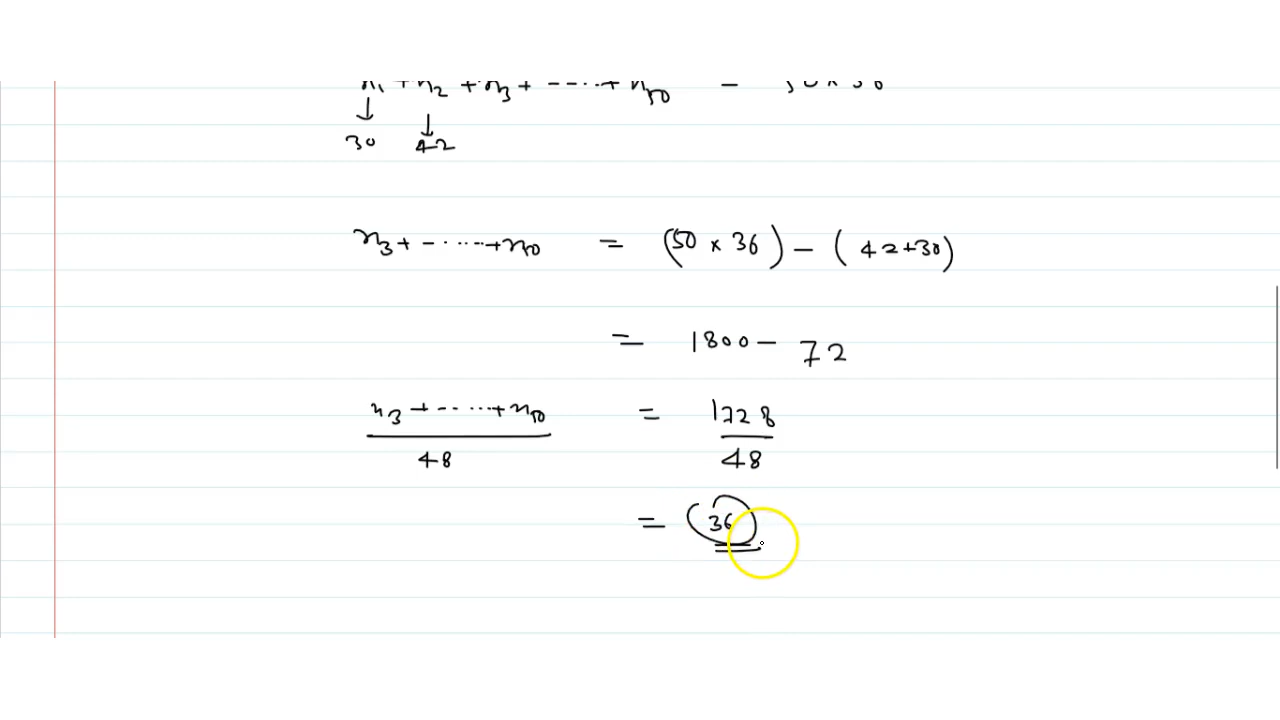 x₁ + x₂ + x₃ + -----+ x₅₀ = 50 x 36
↓ ↓
30 42
x₃ + - ----- + x₅₀ = (50 x 36) - (42+30)
= 1800 - 72
x₃ + -- ---- + x₅₀ = 1728
48 48
= 36